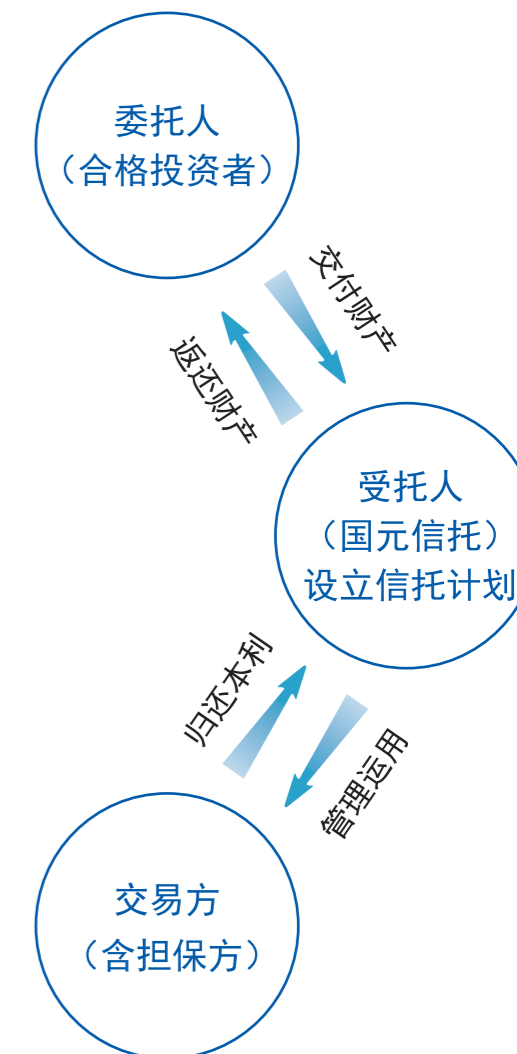 委托人
（合格投资者）
交付财产
返还财产
受托人
（国元信托）
设立信托计划
归还本利
管理运用
交易方
（含担保方）